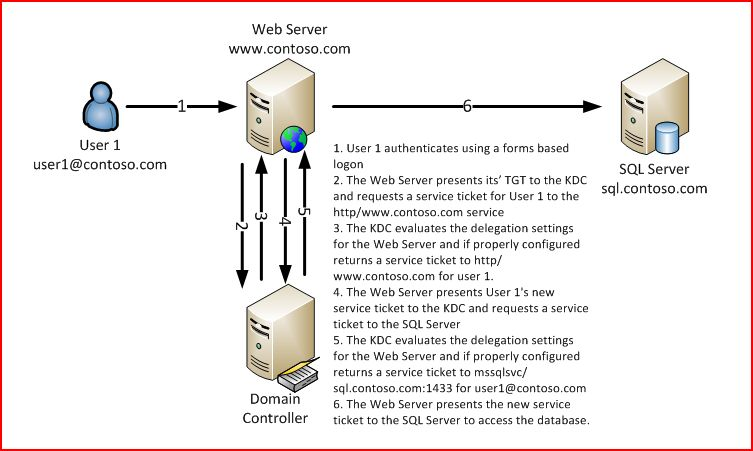 Web Server
www.contoso.com
1
6
User 1
user1@contoso.com
SQL Server
sql.contoso.com
2
3
4
5
1. User 1 authenticates using a forms based
logon
2. The Web Server presents its’ TGT to the KDC
and requests a service ticket for User 1 to the
http/www.contoso.com service
3. The KDC evaluates the delegation settings
for the Web Server and if properly configured
returns a service ticket to http/
www.contoso.com for user 1.
4. The Web Server presents User 1's new
service ticket to the KDC and requests a service
ticket to the SQL Server
5. The KDC evaluates the delegation settings
for the Web Server and if properly configured
returns a service ticket to mssqlsvc/
sql.contoso.com:1433 for user1@contoso.com
6. The Web Server presents the new service
ticket to the SQL Server to access the database.
Domain
Controller